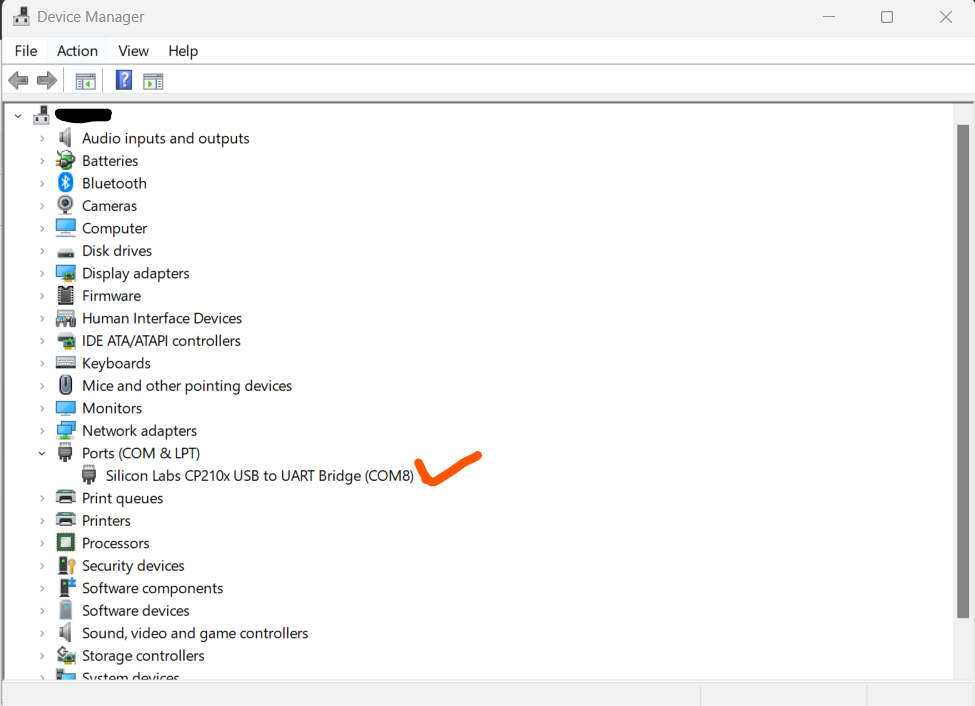 Device Manager
File Action View Help
Audio inputs and outputs
Batteries
Bluetooth
Cameras
Computer
Disk drives
Display adapters
Firmware
Human Interface Devices
IDE ATA/ATAPI controllers
Keyboards
Mice and other pointing devices
Monitors
Network adapters
Ports (COM & LPT)
Silicon Labs CP210x USB to UART Bridge (COM8)
Print queues
Printers
Processors
Security devices
Software components
Software devices
Sound, video and game controllers
Storage controllers
System devices